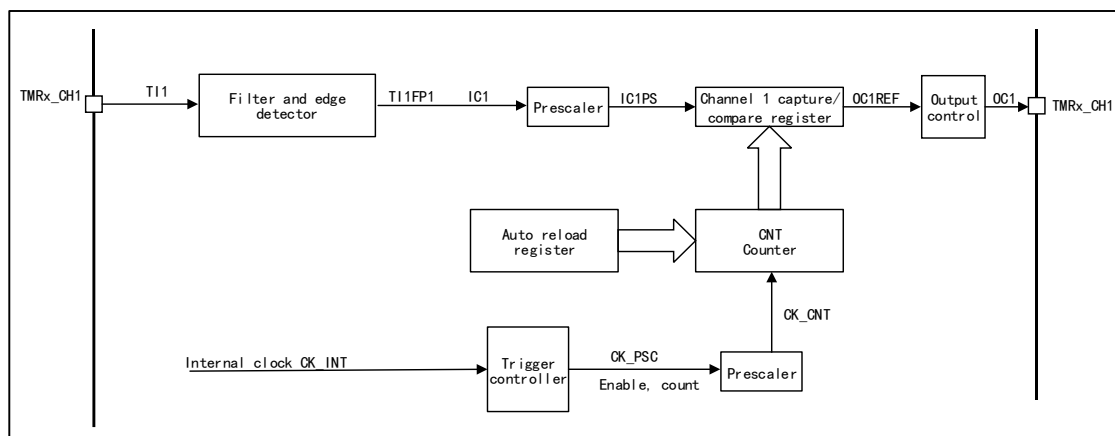 TMRx_CH1
TI1
Filter and edge
detector
TI1FP1
IC1
Prescaler
IC1PS
Channel 1 capture/
compare register
OC1REF
Output
control
OC1
TMRx_CH1
Auto reload
register
CNT
Counter
CK_CNT
Internal clock CK_INT
Trigger
controller
CK_PSC
Enable, count
Prescaler